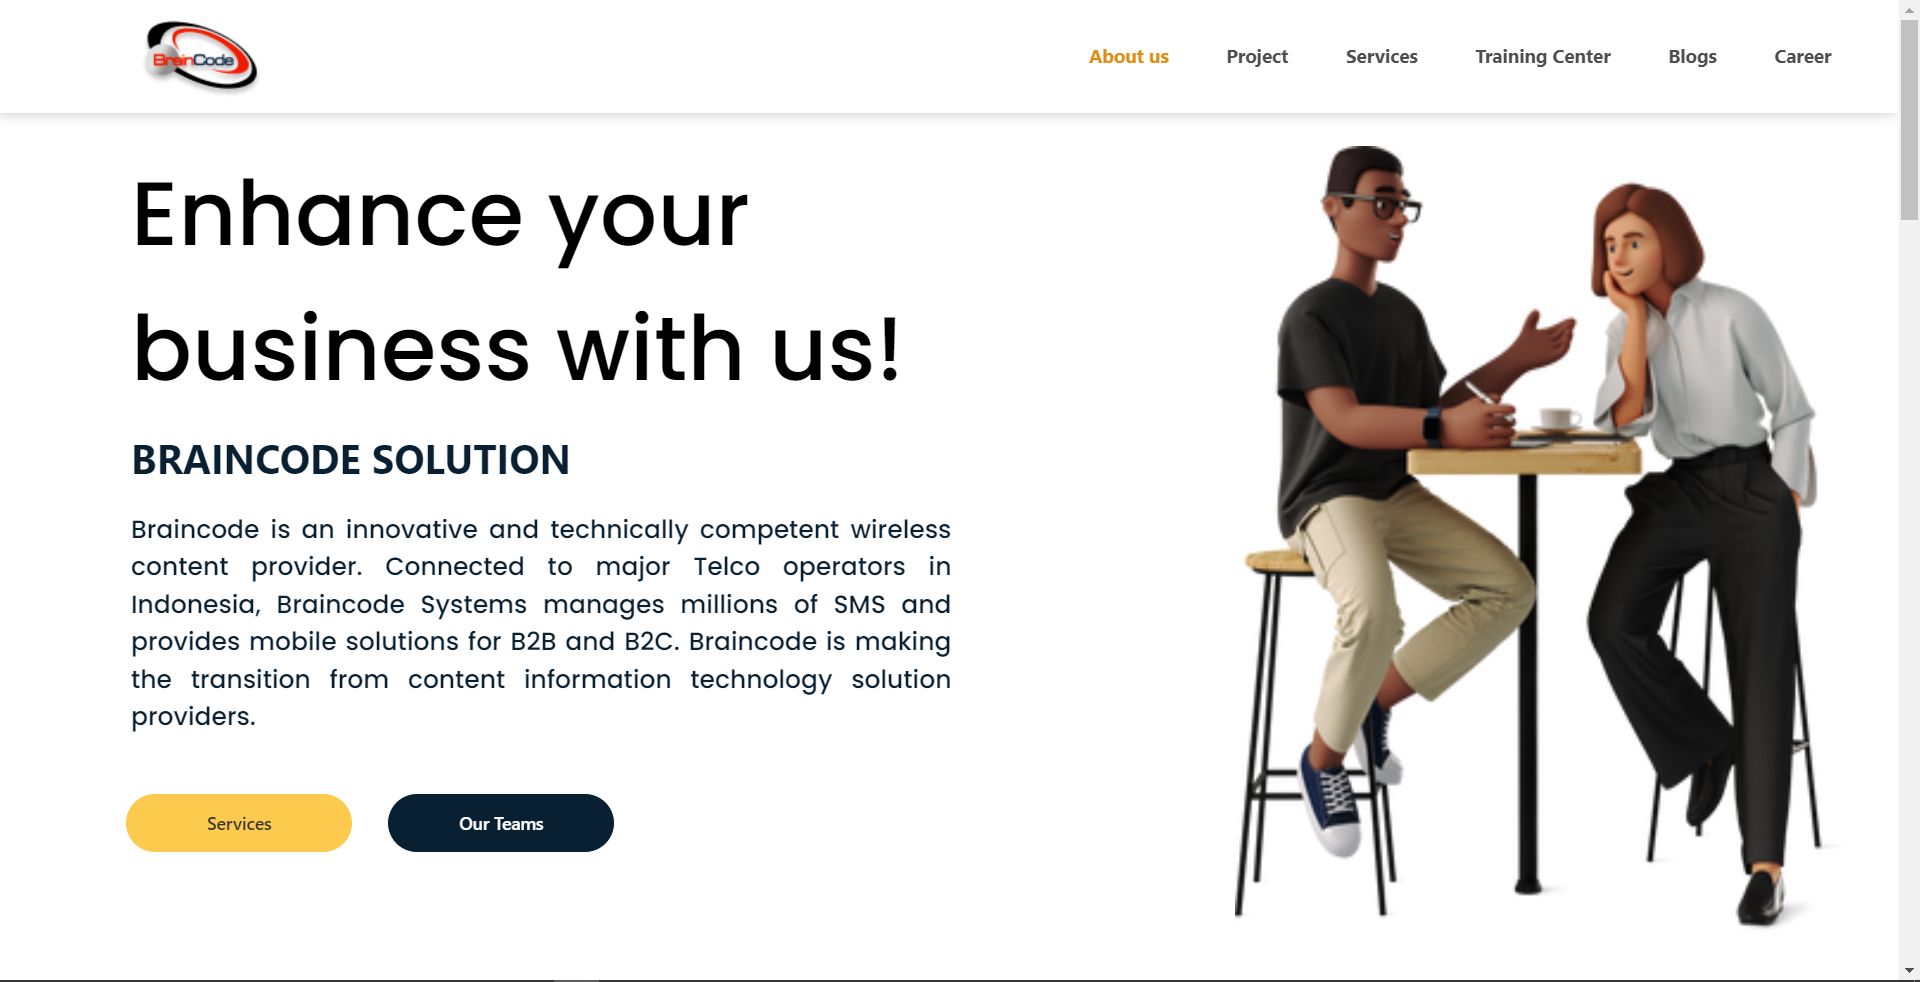 BrainCode
About us Project Services Training Center Blogs Career
Enhance your
business with us!
BRAINCODE SOLUTION
Braincode is an innovative and technically competent wireless
content provider. Connected to major Telco operators in
Indonesia, Braincode Systems manages millions of SMS and
provides mobile solutions for B2B and B2C. Braincode is making
the transition from content information technology solution
providers.
Services Our Teams